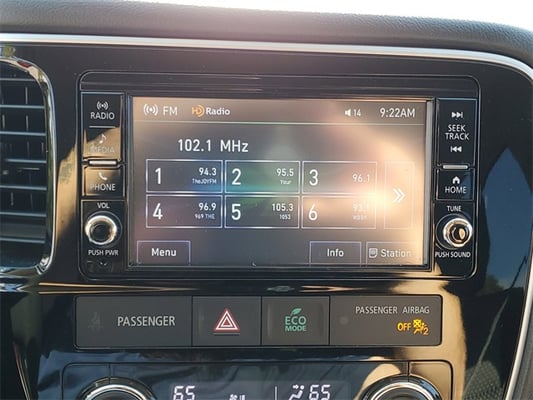 RADIO
MEDIA
PHONE
VOL
PUSH PWR
FM HD Radio 14 9:22AM
102.1 MHz
1 94.3 TheJOYFM
2 95.5 Your
3 96.1
4 96.9 969 THE
5 105.3 1053
6
Menu Info Station
SEEK
TRACK
HOME
TUNE
PUSH SOUND
PASSENGER
ECO
MODE
PASSENGER AIRBAG
OFF 2
65 65